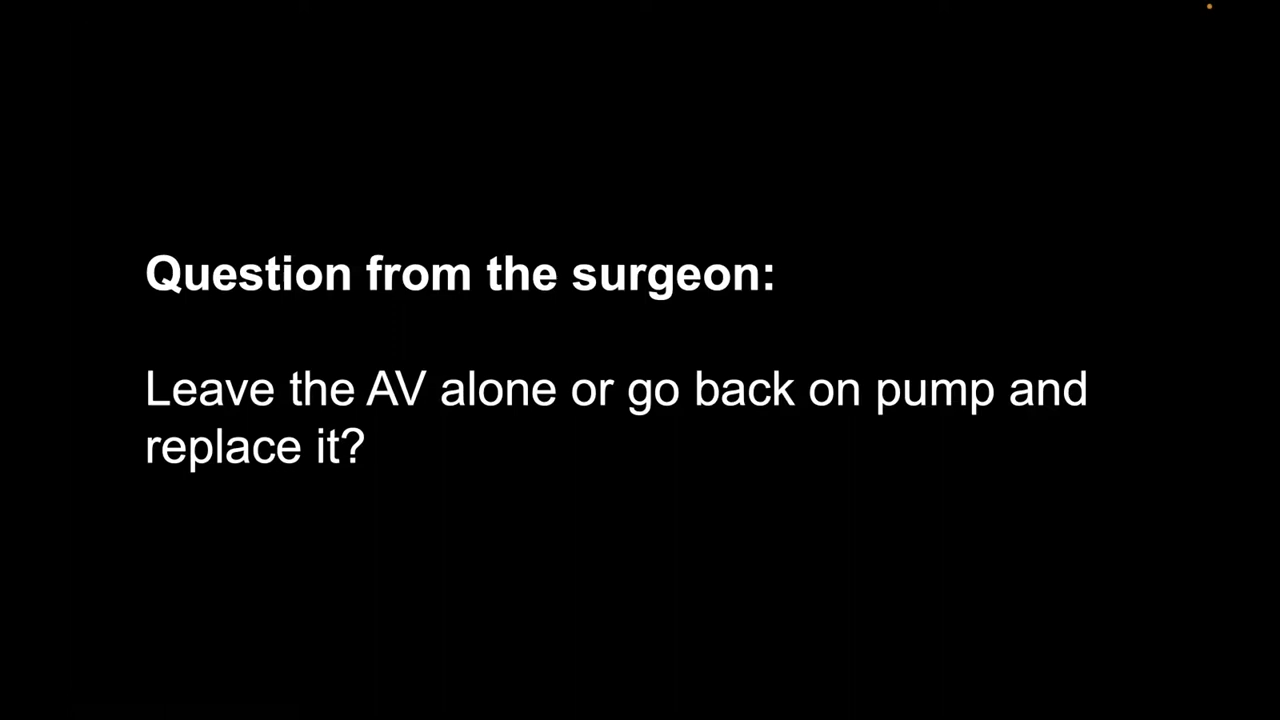 Question from the surgeon:
Leave the AV alone or go back on pump and
replace it?